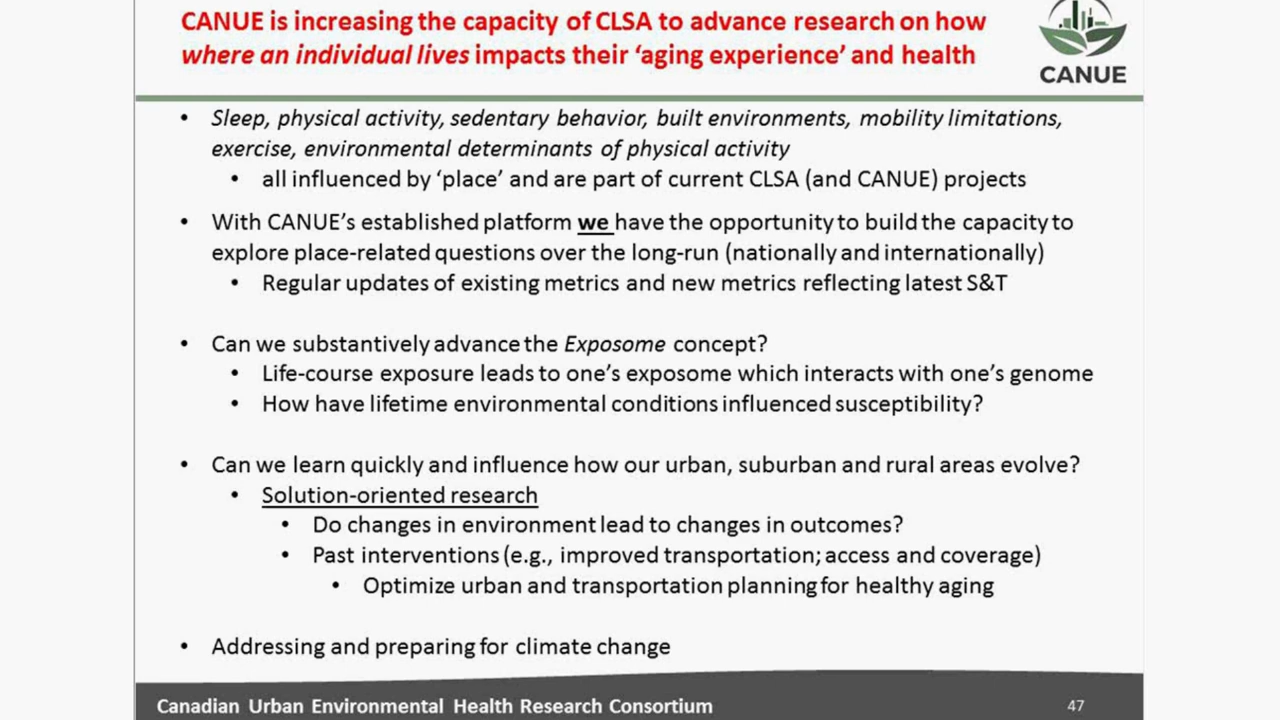 CANUE is increasing the capacity of CLSA to advance research on how
where an individual lives impacts their ‘aging experience’ and health
CANUE
• Sleep, physical activity, sedentary behavior, built environments, mobility limitations,
exercise, environmental determinants of physical activity
• all influenced by ‘place’ and are part of current CLSA (and CANUE) projects
• With CANUE’s established platform we have the opportunity to build the capacity to
explore place-related questions over the long-run (nationally and internationally)
• Regular updates of existing metrics and new metrics reflecting latest S&T
• Can we substantively advance the Exposome concept?
• Life-course exposure leads to one’s exposome which interacts with one’s genome
• How have lifetime environmental conditions influenced susceptibility?
• Can we learn quickly and influence how our urban, suburban and rural areas evolve?
• Solution-oriented research
• Do changes in environment lead to changes in outcomes?
• Past interventions (e.g., improved transportation; access and coverage)
• Optimize urban and transportation planning for healthy aging
• Addressing and preparing for climate change
Canadian Urban Environmental Health Research Consortium
47